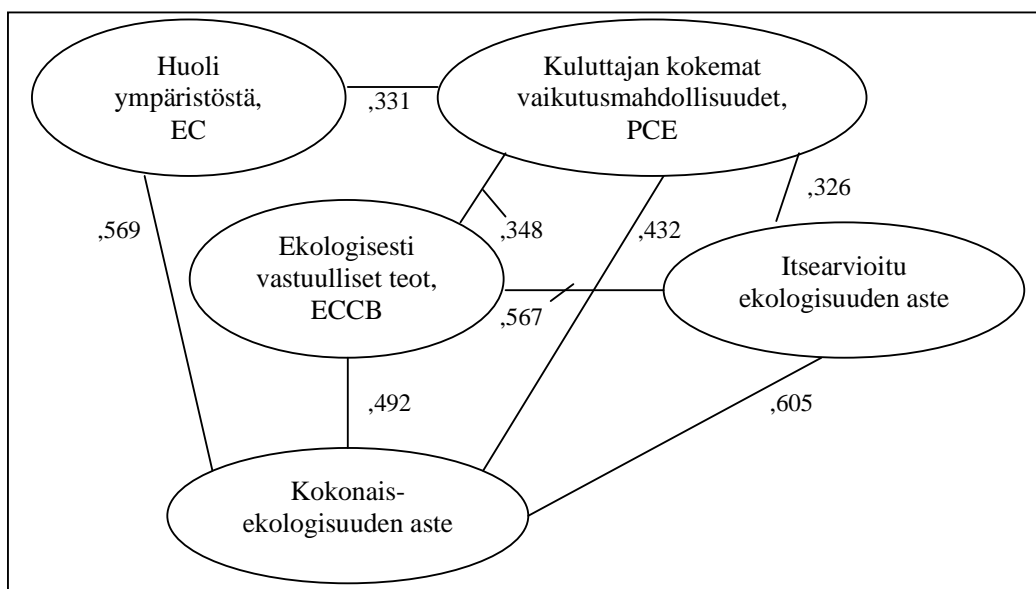 Huoli
ympäristöstä,
EC
Kuluttajan kokemat
vaikutusmahdollisuudet,
PCE
,331
,326
,569
,348
,432
Ekologisesti
vastuulliset teot,
ECCB
Itsearvioitu
ekologisuuden aste
,567
,492
,605
Kokonais-
ekologisuuden aste